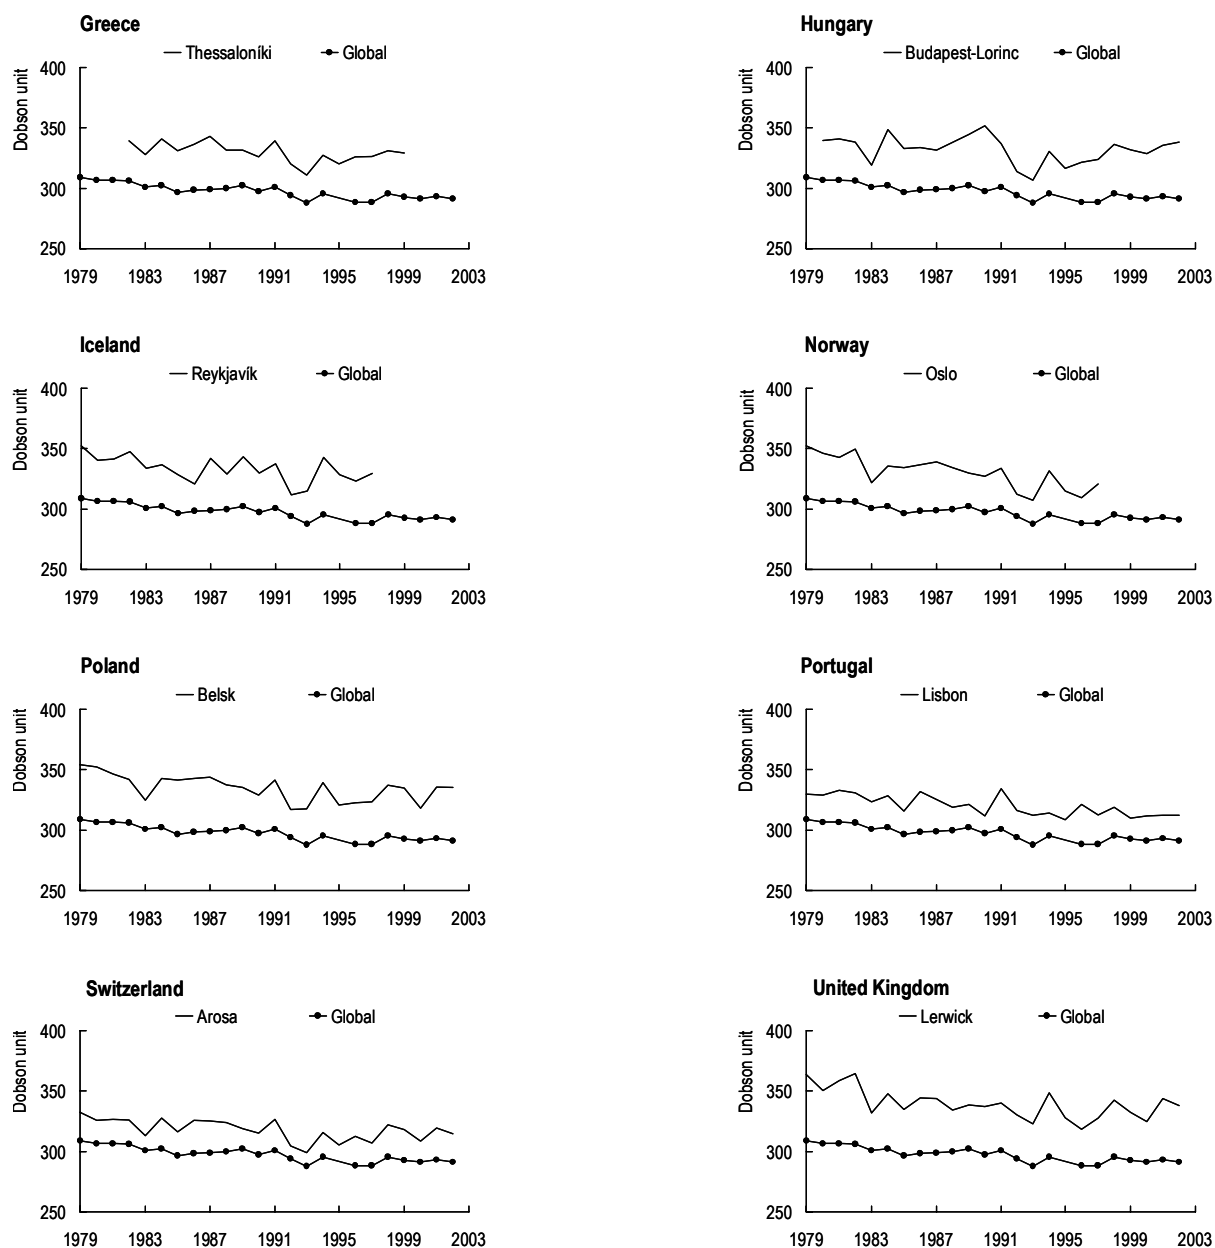 Greece
Thessaloníki Global
Dobson unit
400
350
300
250
1979 1983 1987 1991 1995 1999 2003
Hungary
Budapest-Lorinc Global
Dobson unit
400
350
300
250
1979 1983 1987 1991 1995 1999 2003
Iceland
Reykjavík Global
Dobson unit
400
350
300
250
1979 1983 1987 1991 1995 1999 2003
Norway
Oslo Global
Dobson unit
400
350
300
250
1979 1983 1987 1991 1995 1999 2003
Poland
Belsk Global
Dobson unit
400
350
300
250
1979 1983 1987 1991 1995 1999 2003
Portugal
Lisbon Global
Dobson unit
400
350
300
250
1979 1983 1987 1991 1995 1999 2003
Switzerland
Arosa Global
Dobson unit
400
350
300
250
1979 1983 1987 1991 1995 1999 2003
United Kingdom
Lerwick Global
Dobson unit
400
350
300
250
1979 1983 1987 1991 1995 1999 2003